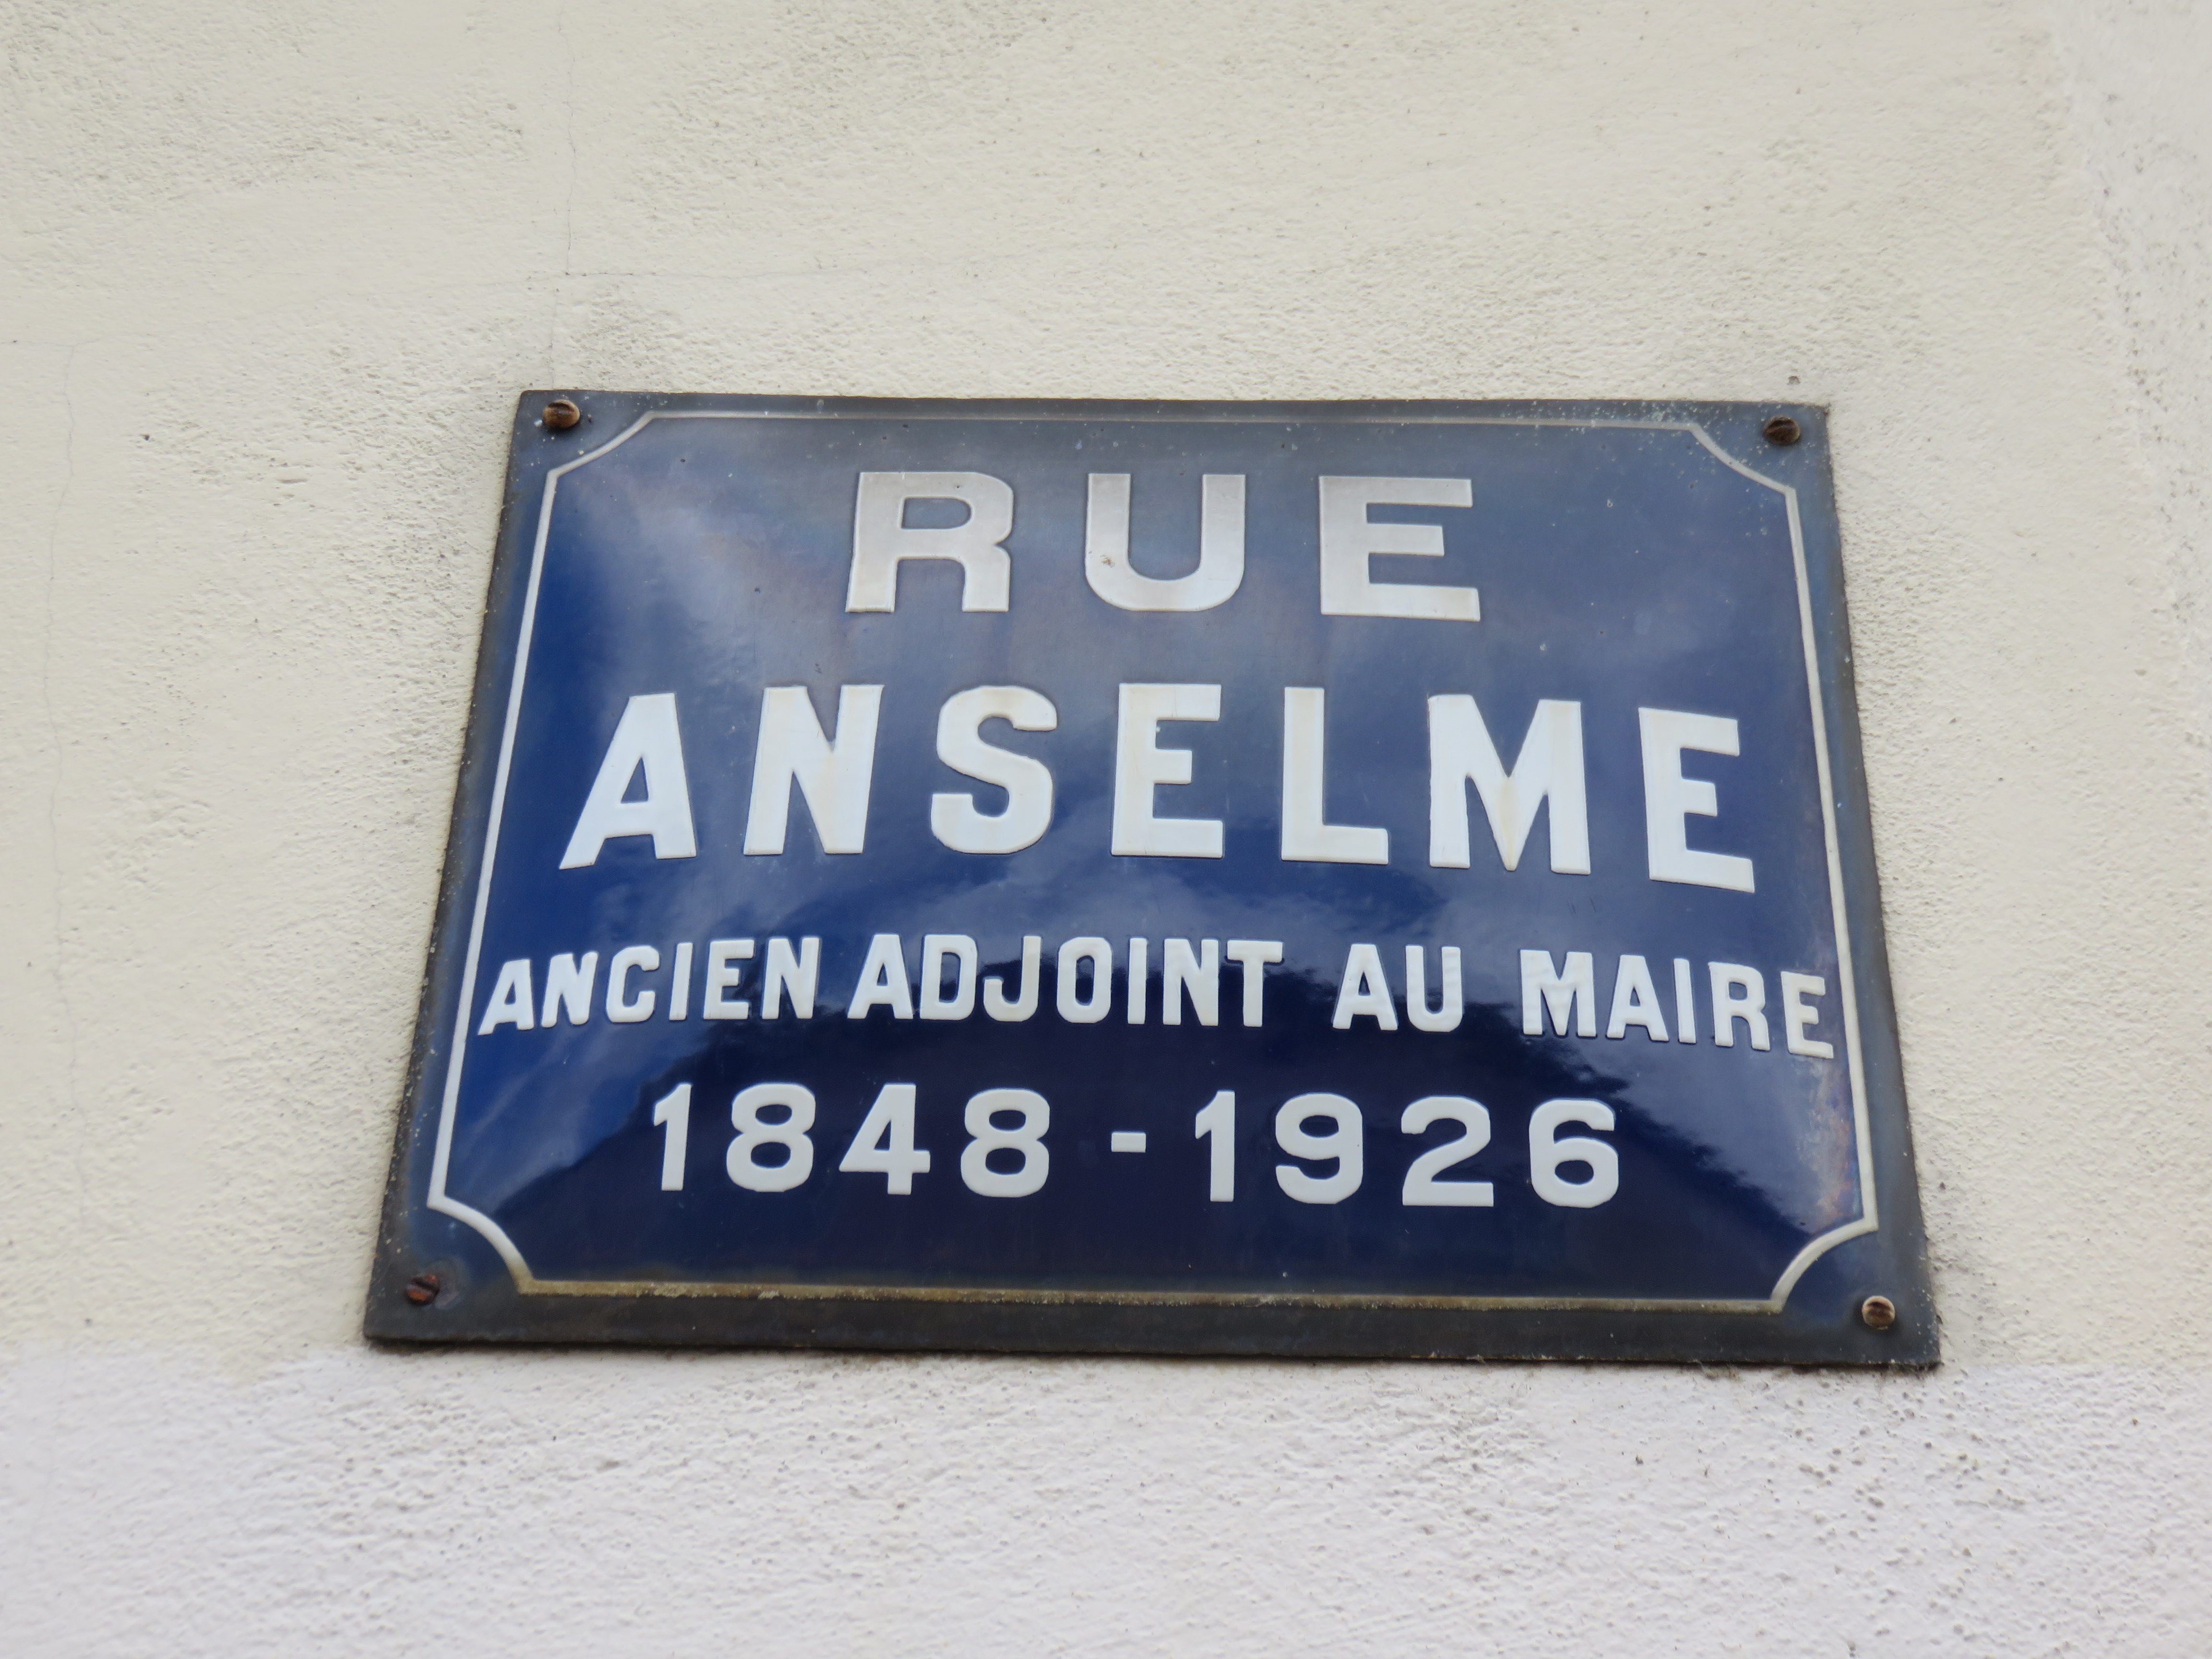 RUE
ANSELME
ANCIEN ADJOINT AU MAIRE
1848 - 1926